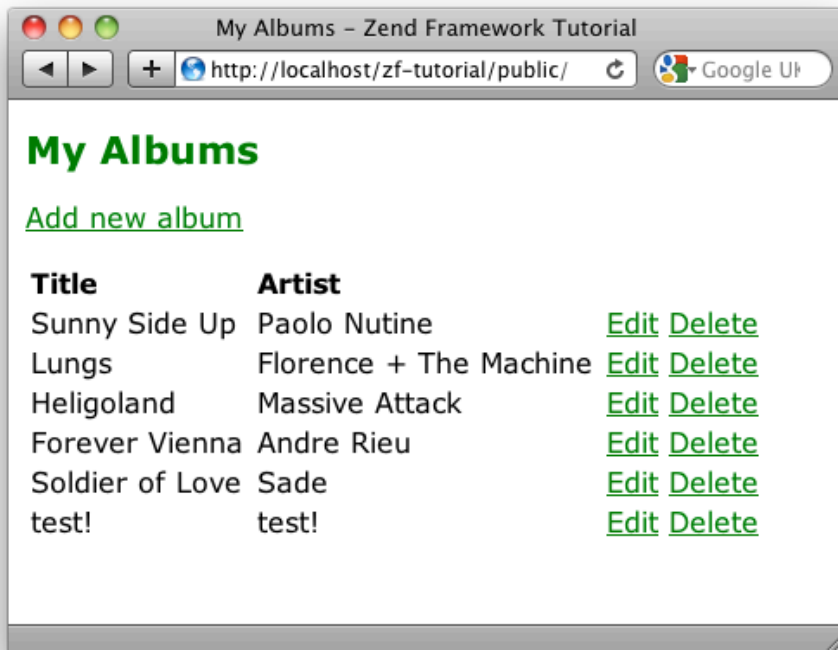 My Albums – Zend Framework Tutorial
http://localhost/zf-tutorial/public/ Google UK
My Albums
Add new album
Title Artist
Sunny Side Up Paolo Nutine Edit Delete
Lungs Florence + The Machine Edit Delete
Heligoland Massive Attack Edit Delete
Forever Vienna Andre Rieu Edit Delete
Soldier of Love Sade Edit Delete
test! test! Edit Delete